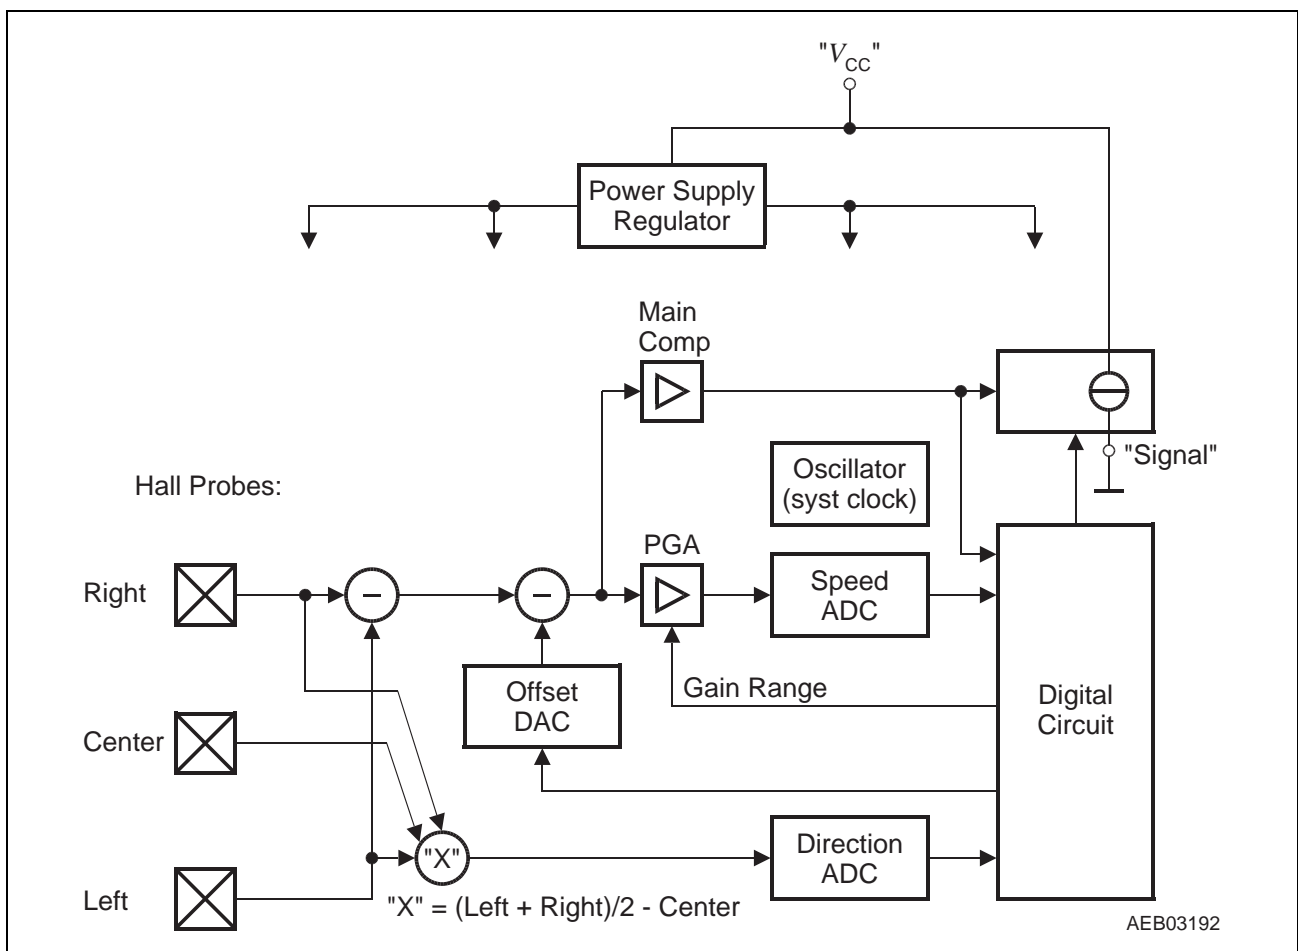 "VCC"
Power Supply
Regulator
Main
Comp
"Signal"
Oscillator
(syst clock)
Hall Probes:
PGA
Right
−
−
Speed
ADC
Gain Range
Offset
DAC
Digital
Circuit
Center
"X"
Direction
ADC
Left
"X" = (Left + Right)/2 - Center
AEB03192